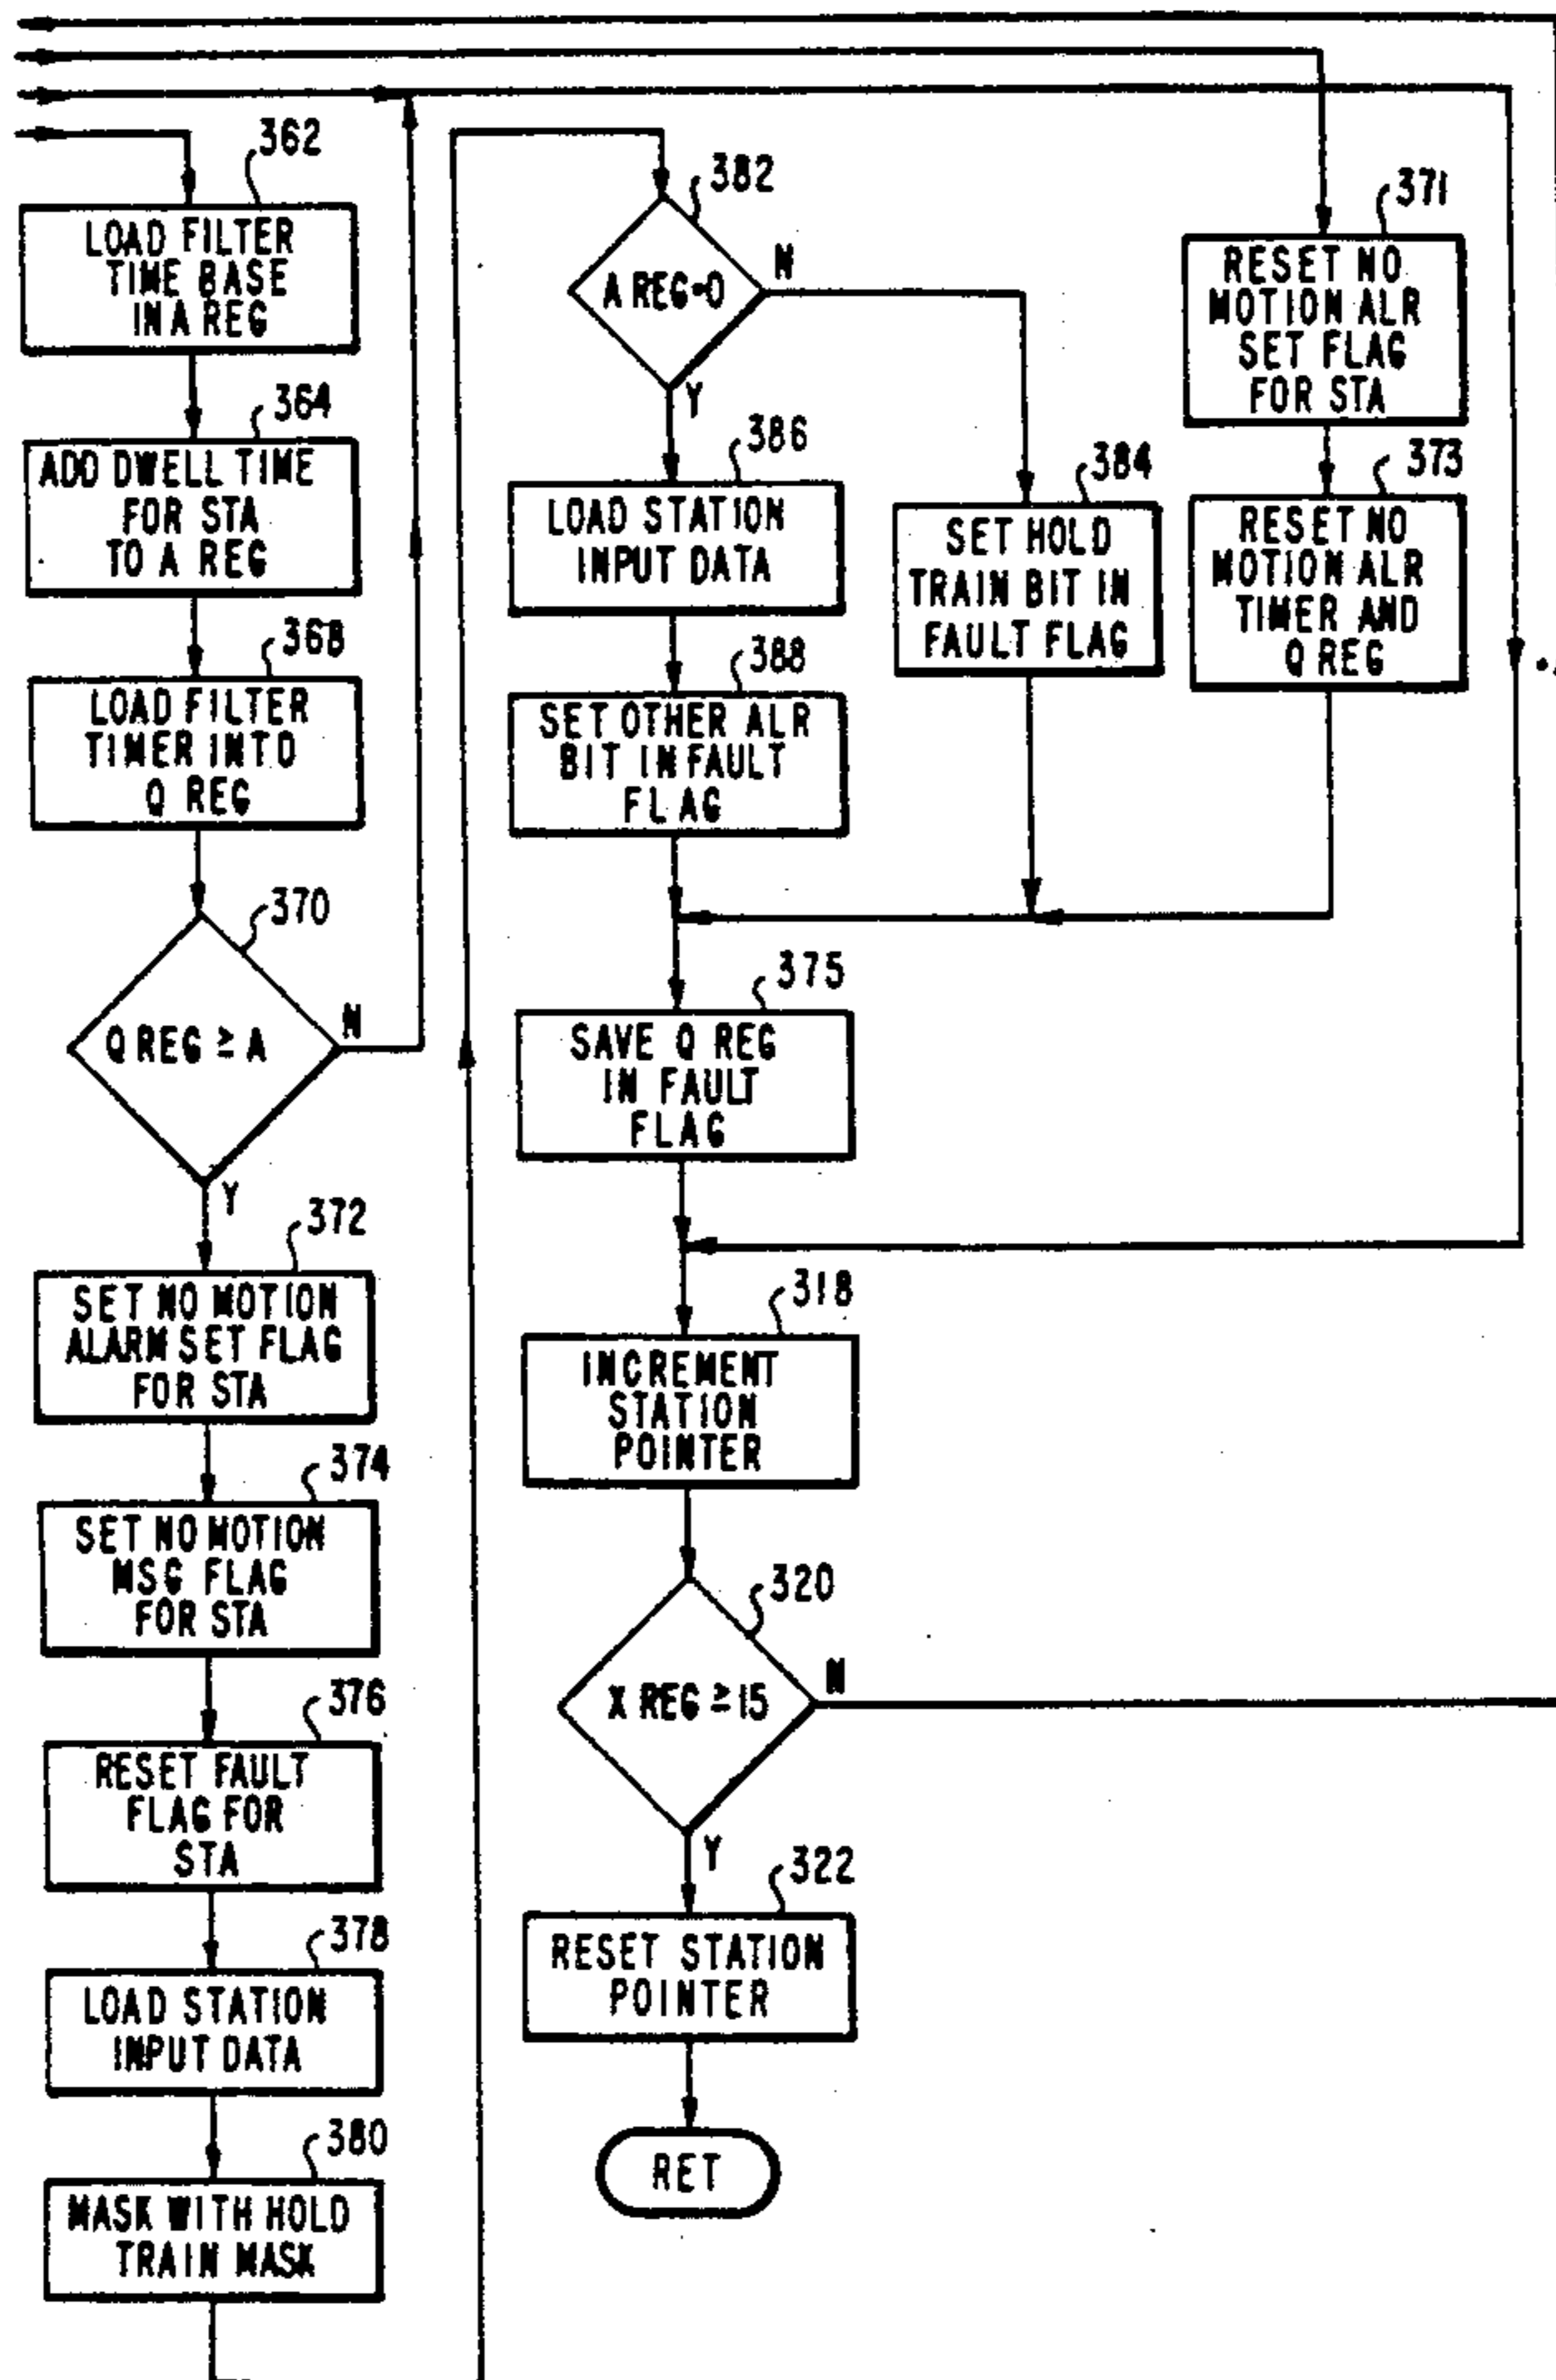 362
LOAD FILTER
TIME BASE
IN A REG
364
ADD DWELL TIME
FOR STA
TO A REG
368
LOAD FILTER
TIMER INTO
Q REG
370
Q REG ≥ A
N
Y
372
SET NO MOTION
ALARM SET FLAG
FOR STA
374
SET NO MOTION
MSG FLAG
FOR STA
376
RESET FAULT
FLAG FOR
STA
378
LOAD STATION
INPUT DATA
380
MASK WITH HOLD
TRAIN MASK
382
A REG=0
N
Y
386
LOAD STATION
INPUT DATA
388
SET OTHER ALR
BIT IN FAULT
FLAG
384
SET HOLD
TRAIN BIT IN
FAULT FLAG
371
RESET NO
MOTION ALR
SET FLAG
FOR STA
373
RESET NO
MOTION ALR
TIMER AND
Q REG
375
SAVE Q REG
IN FAULT
FLAG
318
INCREMENT
STATION
POINTER
320
X REG ≥ 15
N
Y
322
RESET STATION
POINTER
RET